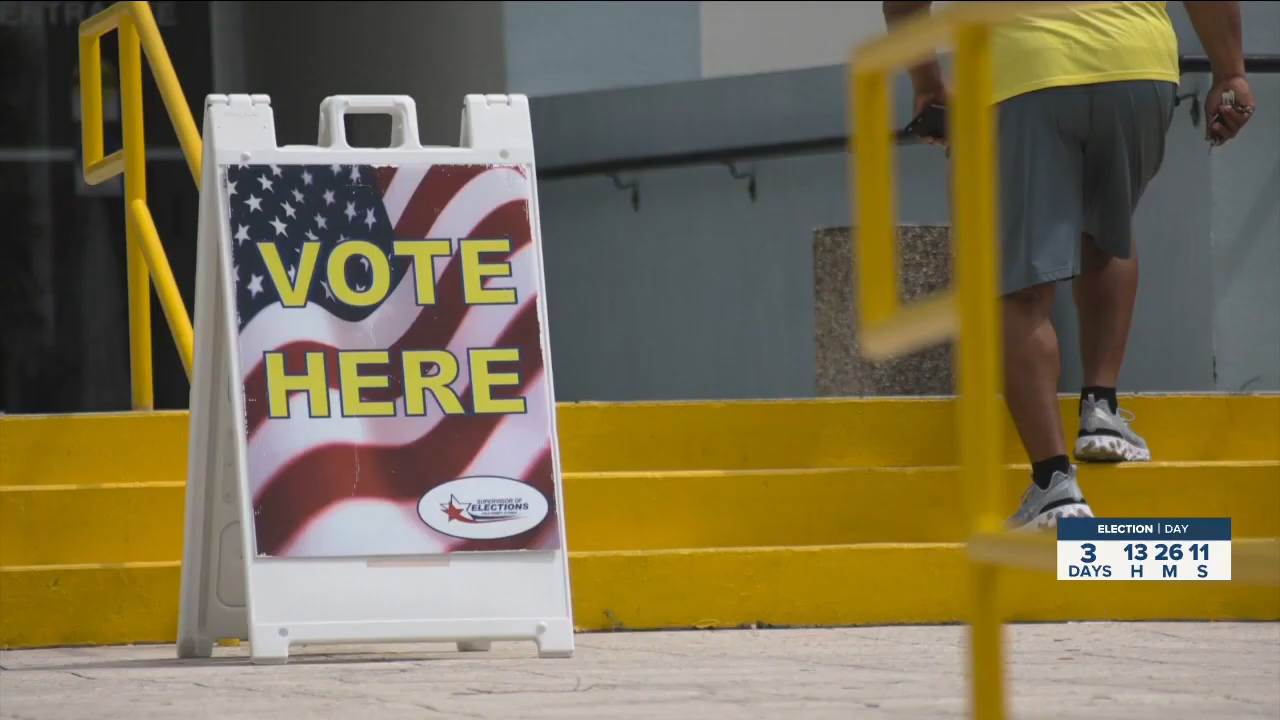 VOTE
HERE
SUPERVISOR OF
ELECTIONS
ELECTION | DAY
3 13 26 11
DAYS H M S